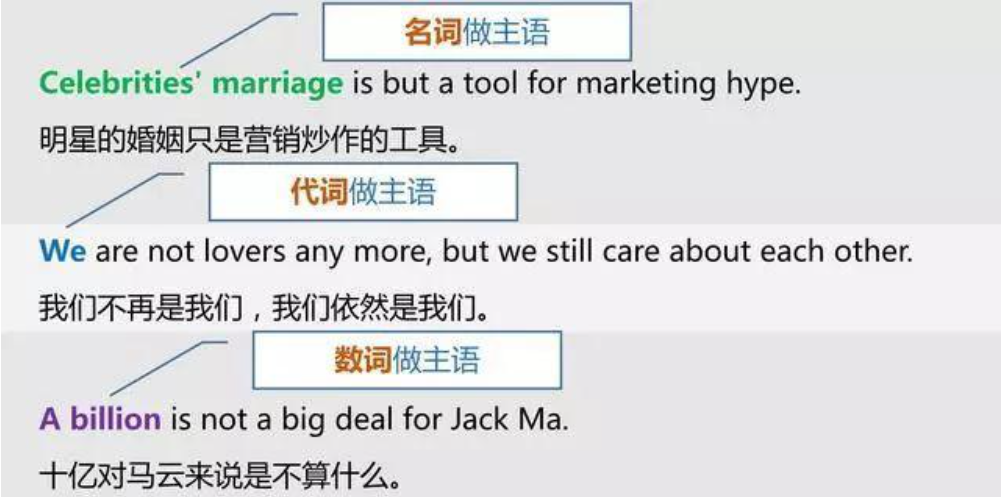 名词做主语
Celebrities' marriage is but a tool for marketing hype.
明星的婚姻只是营销炒作的工具。
代词做主语
We are not lovers any more, but we still care about each other.
我们不再是我们，我们依然是我们。
数词做主语
A billion is not a big deal for Jack Ma.
十亿对马云来说是不算什么。